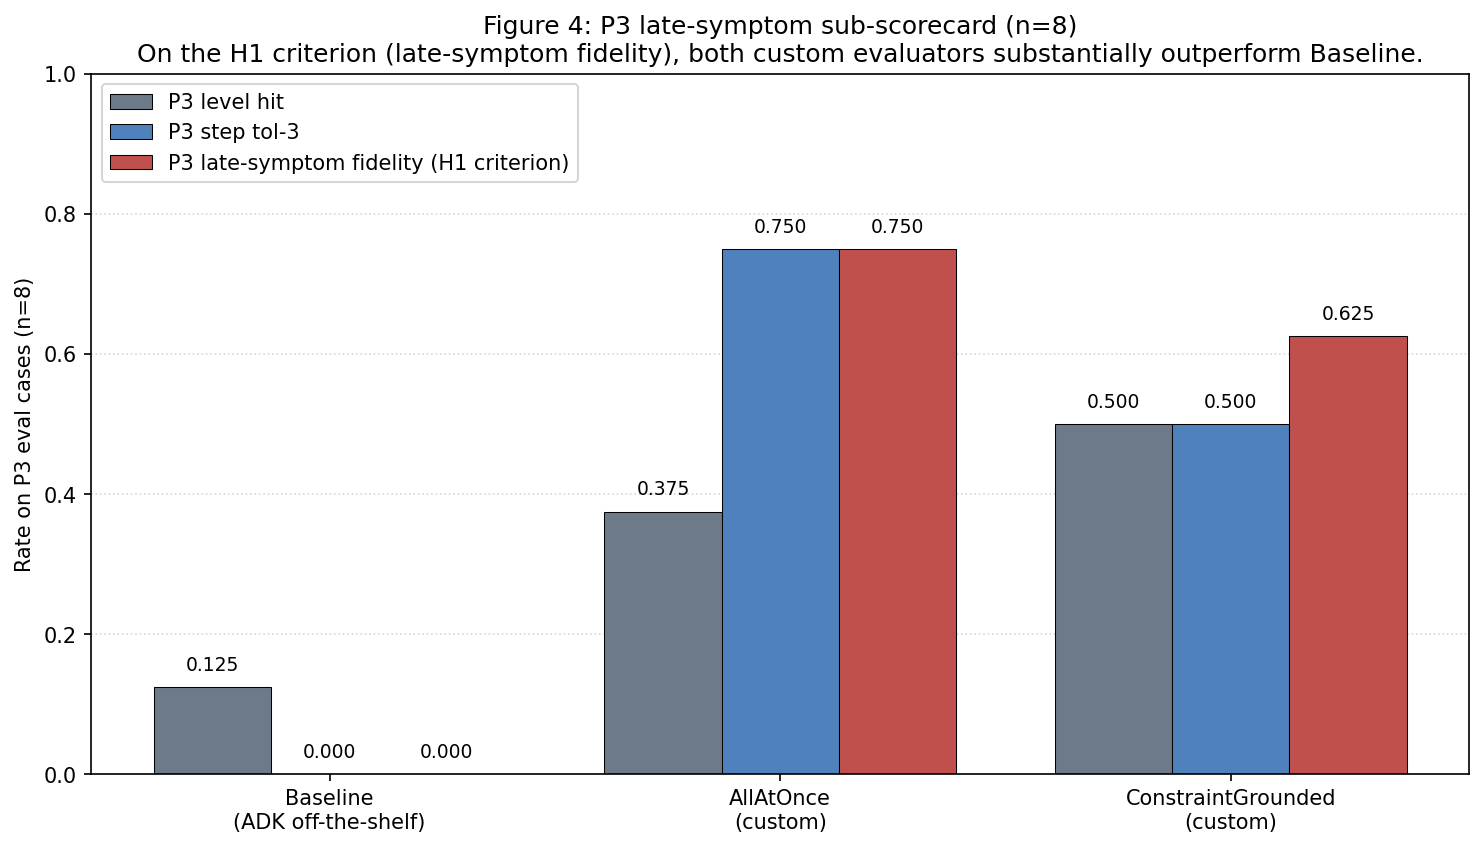 Figure 4: P3 late-symptom sub-scorecard (n=8)
On the H1 criterion (late-symptom fidelity), both custom evaluators substantially outperform Baseline.
P3 level hit
P3 step tol-3
P3 late-symptom fidelity (H1 criterion)
Rate on P3 eval cases (n=8)
1.0
0.8
0.6
0.4
0.2
0.0
0.125
0.000
0.000
0.375
0.750
0.750
0.500
0.500
0.625
Baseline
(ADK off-the-shelf)
AllAtOnce
(custom)
ConstraintGrounded
(custom)